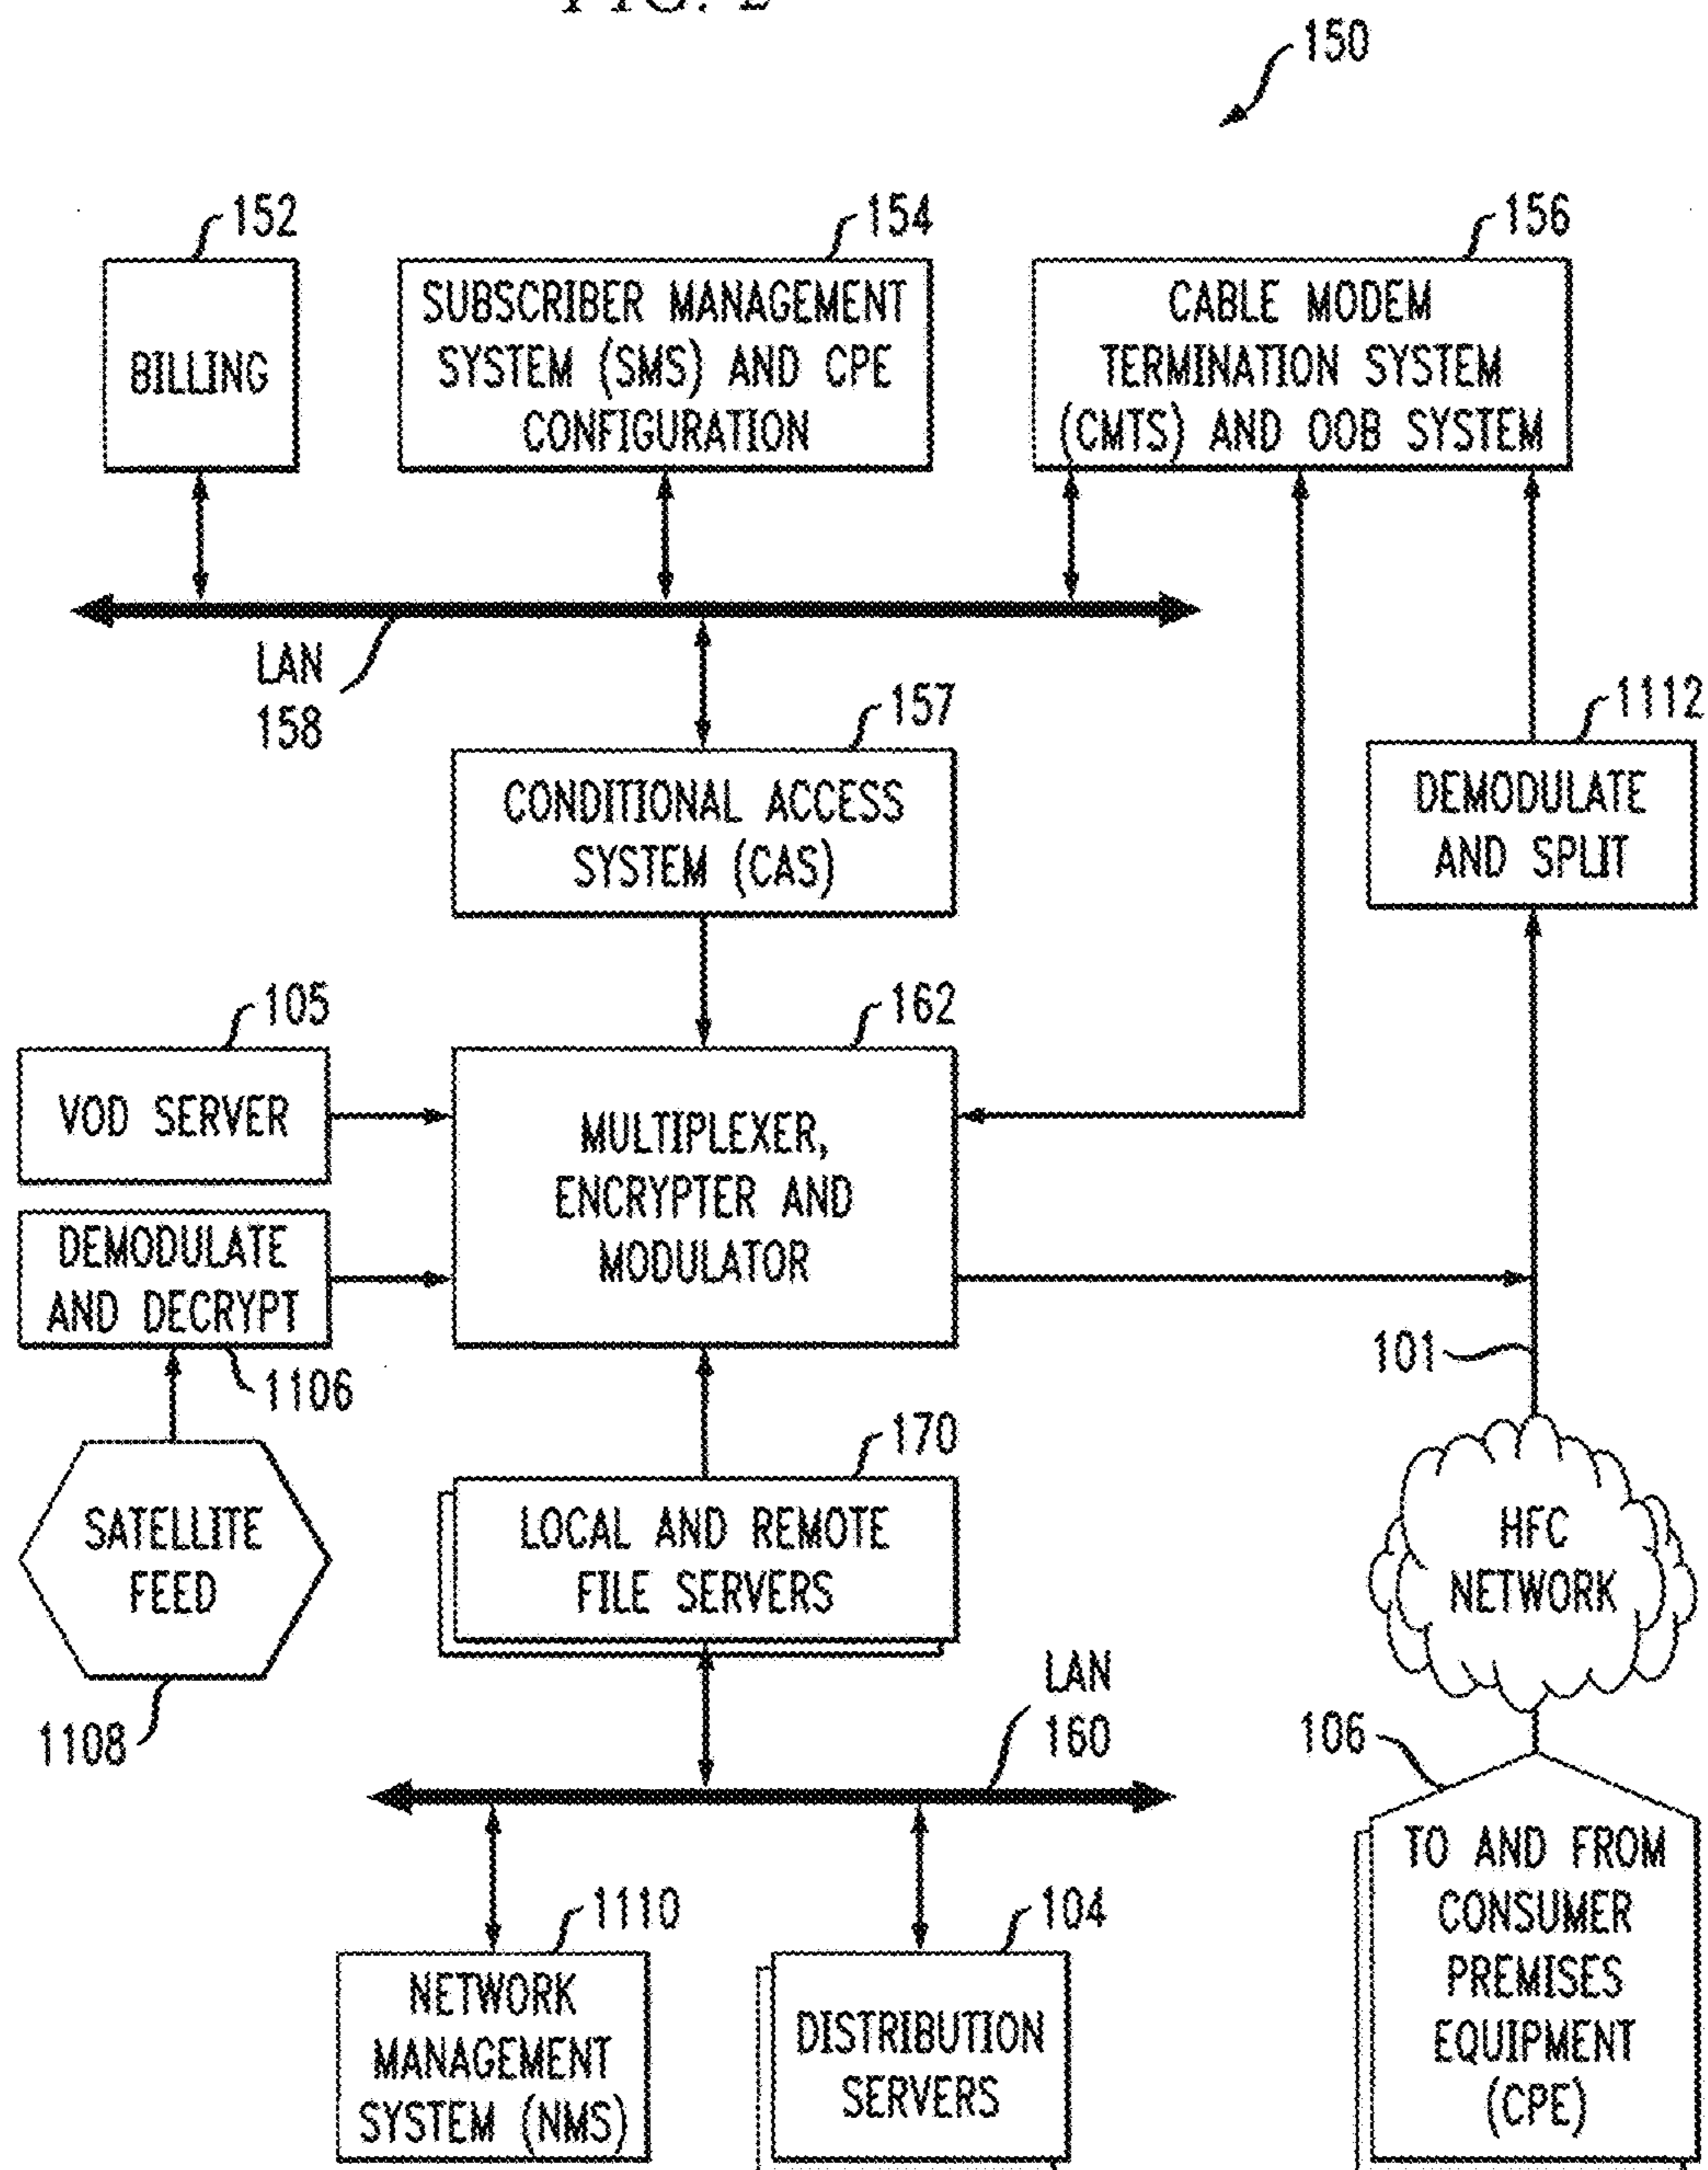 150
152
BILLING
154
SUBSCRIBER MANAGEMENT
SYSTEM (SMS) AND CPE
CONFIGURATION
156
CABLE MODEM
TERMINATION SYSTEM
(CMTS) AND OOB SYSTEM
LAN
158
157
CONDITIONAL ACCESS
SYSTEM (CAS)
1112
DEMODULATE
AND SPLIT
105
VOD SERVER
162
MULTIPLEXER,
ENCRYPTER AND
MODULATOR
DEMODULATE
AND DECRYPT
1106
101
SATELLITE
FEED
1108
170
LOCAL AND REMOTE
FILE SERVERS
HFC
NETWORK
LAN
160
106
TO AND FROM
CONSUMER
PREMISES
EQUIPMENT
(CPE)
1110
NETWORK
MANAGEMENT
SYSTEM (NMS)
104
DISTRIBUTION
SERVERS